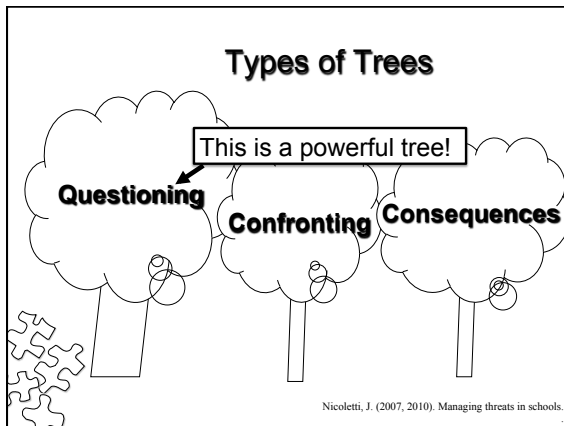 Types of Trees
This is a powerful tree!
Questioning
Confronting
Consequences
Nicoletti, J. (2007, 2010). Managing threats in schools.
.